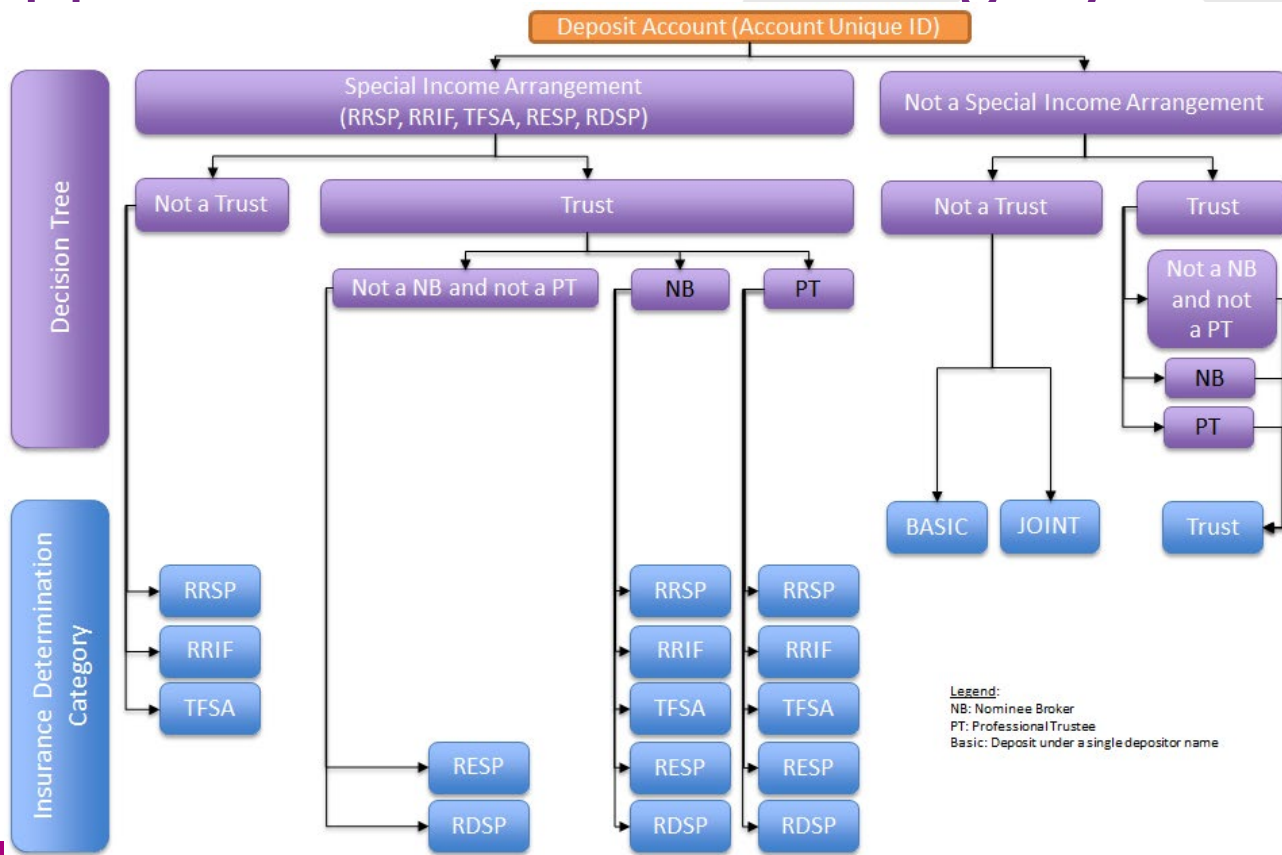 Deposit Account (Account Unique ID)
Decision Tree
Special Income Arrangement
(RRSP, RRIF, TFSA, RESP, RDSP)
Not a Special Income Arrangement
Not a Trust
Trust
Not a Trust
Trust
Not a NB and not a PT
NB
PT
Not a NB
and not
a PT
NB
PT
Insurance Determination
Category
BASIC
JOINT
Trust
RRSP
RRIF
TFSA
RESP
RDSP
RRSP
RRIF
TFSA
RESP
RDSP
RRSP
RRIF
TFSA
RESP
RDSP
Legend:
NB: Nominee Broker
PT: Professional Trustee
Basic: Deposit under a single depositor name